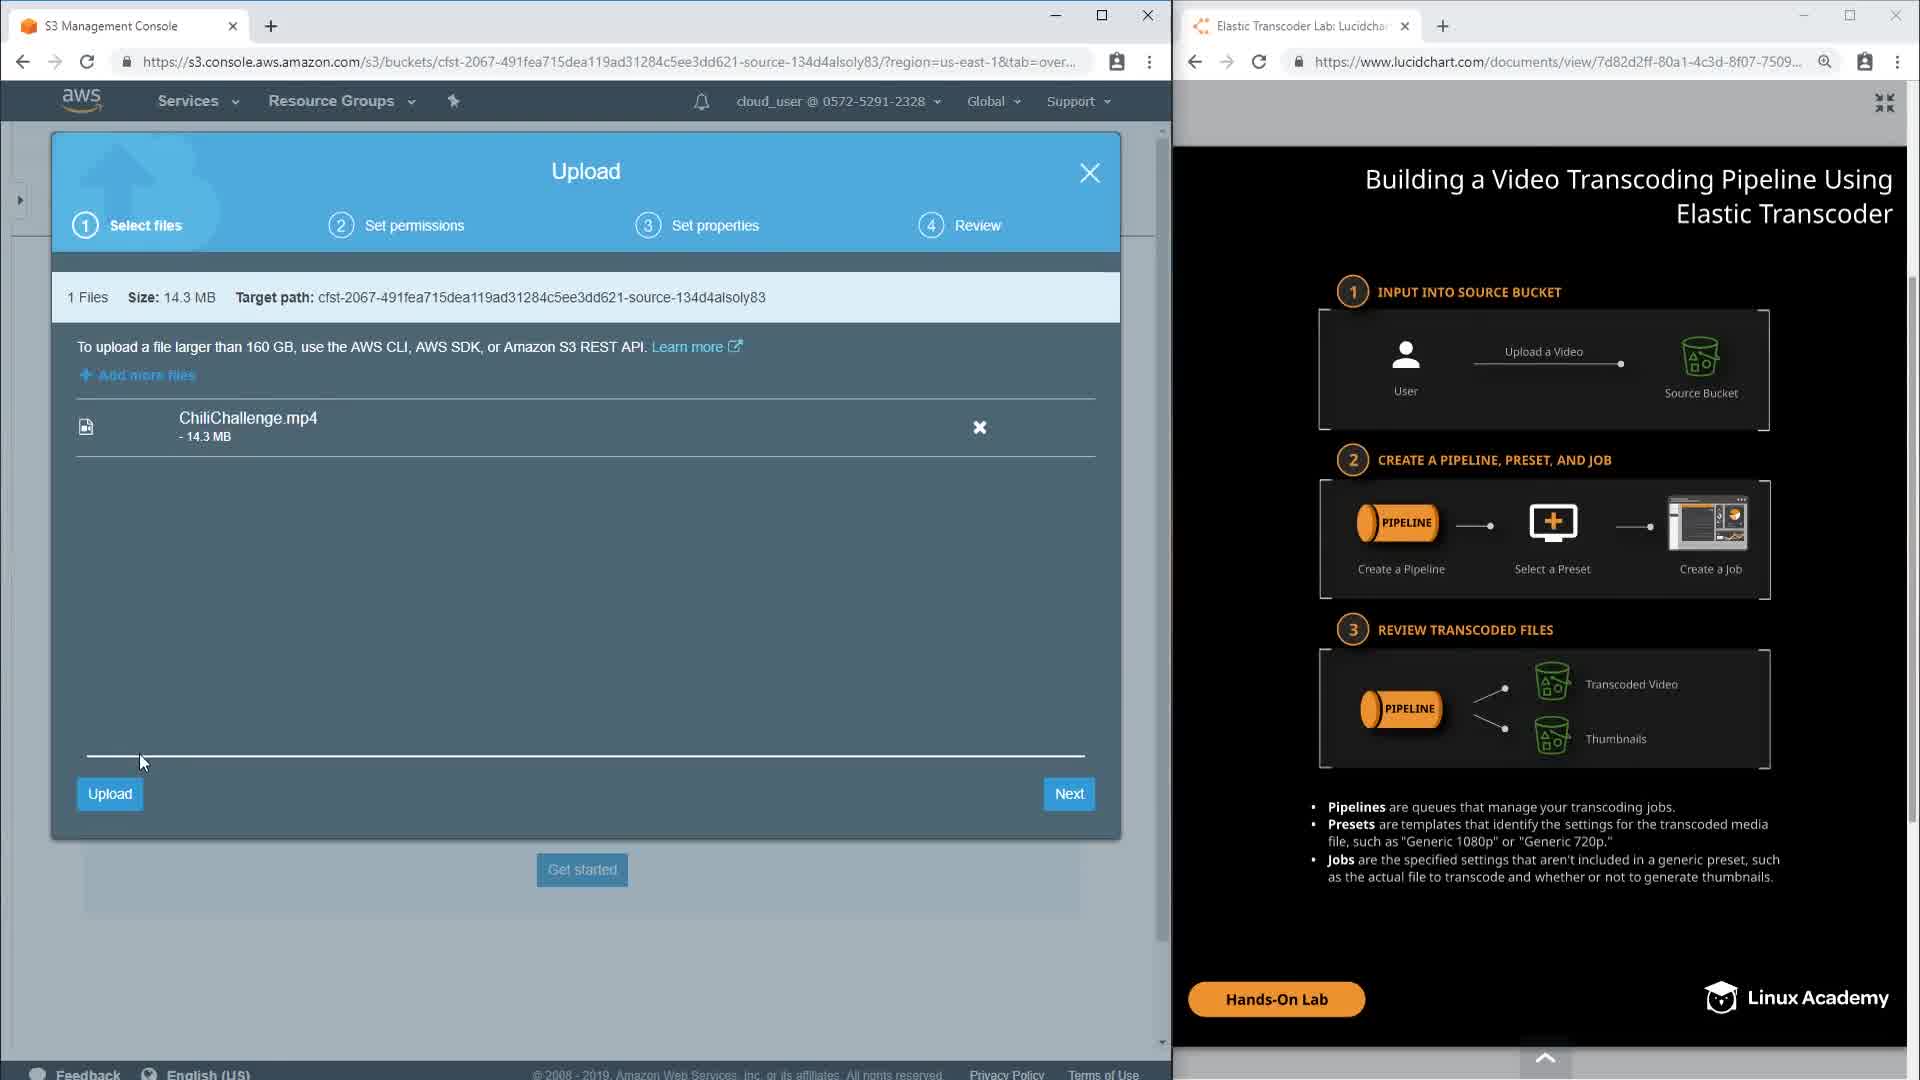 S3 Management Console
https://s3.console.aws.amazon.com/s3/buckets/cfst-2067-491fea715dea119ad31284c5ee3dd621-source-134d4alsoly83/?region=us-east-1&tab=over...
aws
Services
Resource Groups
cloud_user @ 0572-5291-2328
Global
Support
Upload
1 Select files
2 Set permissions
3 Set properties
4 Review
1 Files Size: 14.3 MB Target path: cfst-2067-491fea715dea119ad31284c5ee3dd621-source-134d4alsoly83
To upload a file larger than 160 GB, use the AWS CLI, AWS SDK, or Amazon S3 REST API. Learn more
Add more files
ChiliChallenge.mp4
- 14.3 MB
Upload
Next
Get started
Feedback
English (US)
© 2008 - 2019, Amazon Web Services, Inc. or its affiliates. All rights reserved.
Privacy Policy
Terms of Use
Elastic Transcoder Lab: Lucidchar
https://www.lucidchart.com/documents/view/7d82d2ff-80a1-4c3d-8f07-7509...
Building a Video Transcoding Pipeline Using
Elastic Transcoder
1 INPUT INTO SOURCE BUCKET
Upload a Video
User
Source Bucket
2 CREATE A PIPELINE, PRESET, AND JOB
PIPELINE
Create a Pipeline
Select a Preset
Create a Job
3 REVIEW TRANSCODED FILES
Transcoded Video
PIPELINE
Thumbnails
• Pipelines are queues that manage your transcoding jobs.
• Presets are templates that identify the settings for the transcoded media
file, such as "Generic 1080p" or "Generic 720p."
• Jobs are the specified settings that aren't included in a generic preset, such
as the actual file to transcode and whether or not to generate thumbnails.
Hands-On Lab
Linux Academy